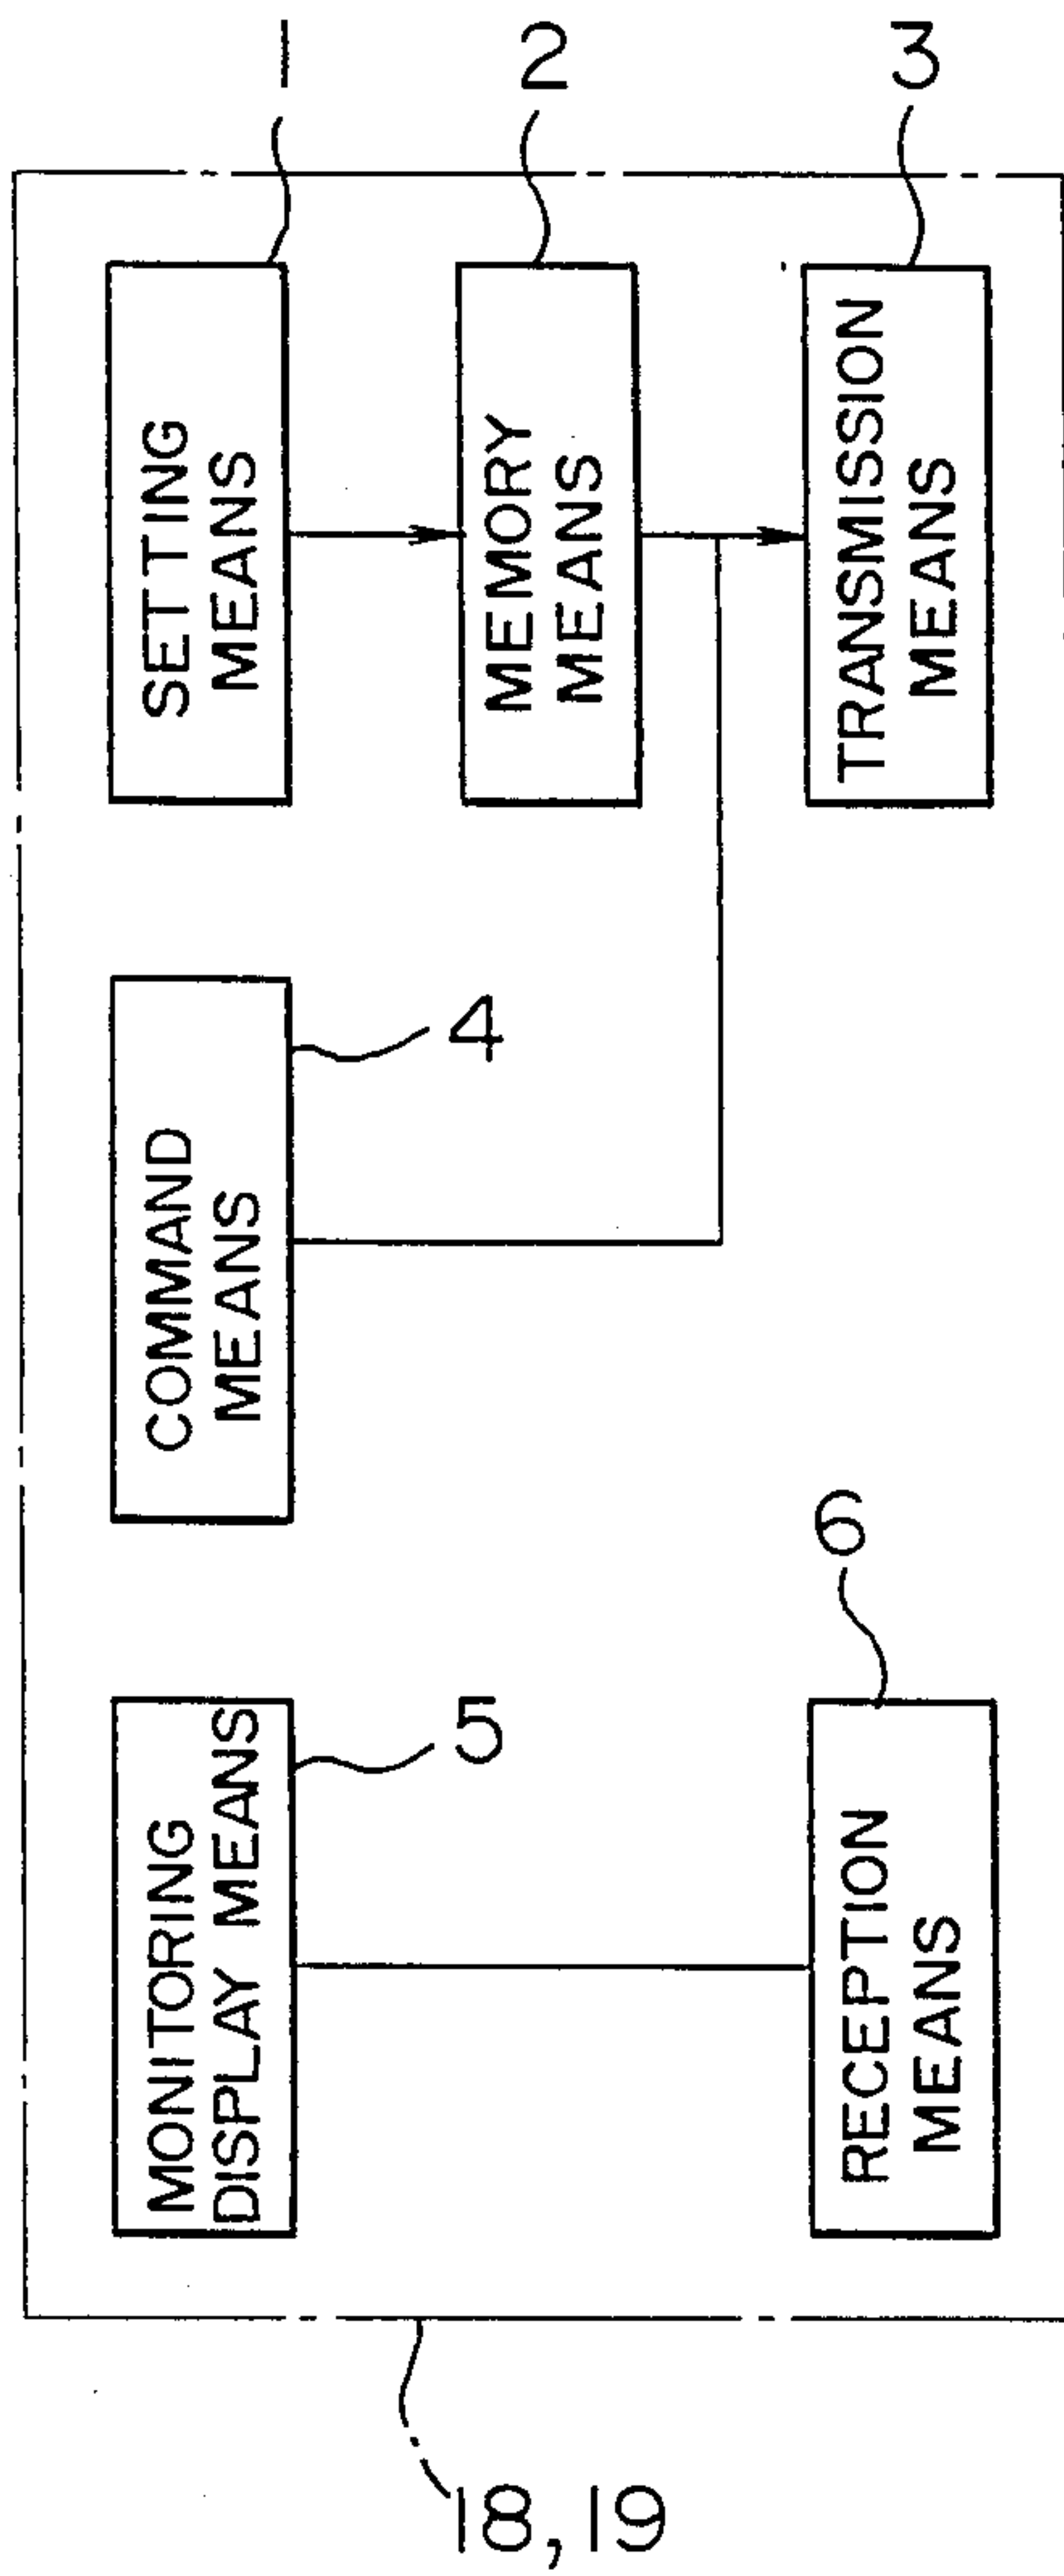 1
SETTING
MEANS
2
MEMORY
MEANS
3
TRANSMISSION
MEANS
COMMAND
MEANS
4
MONITORING
DISPLAY MEANS
5
6
RECEPTION
MEANS
18,19